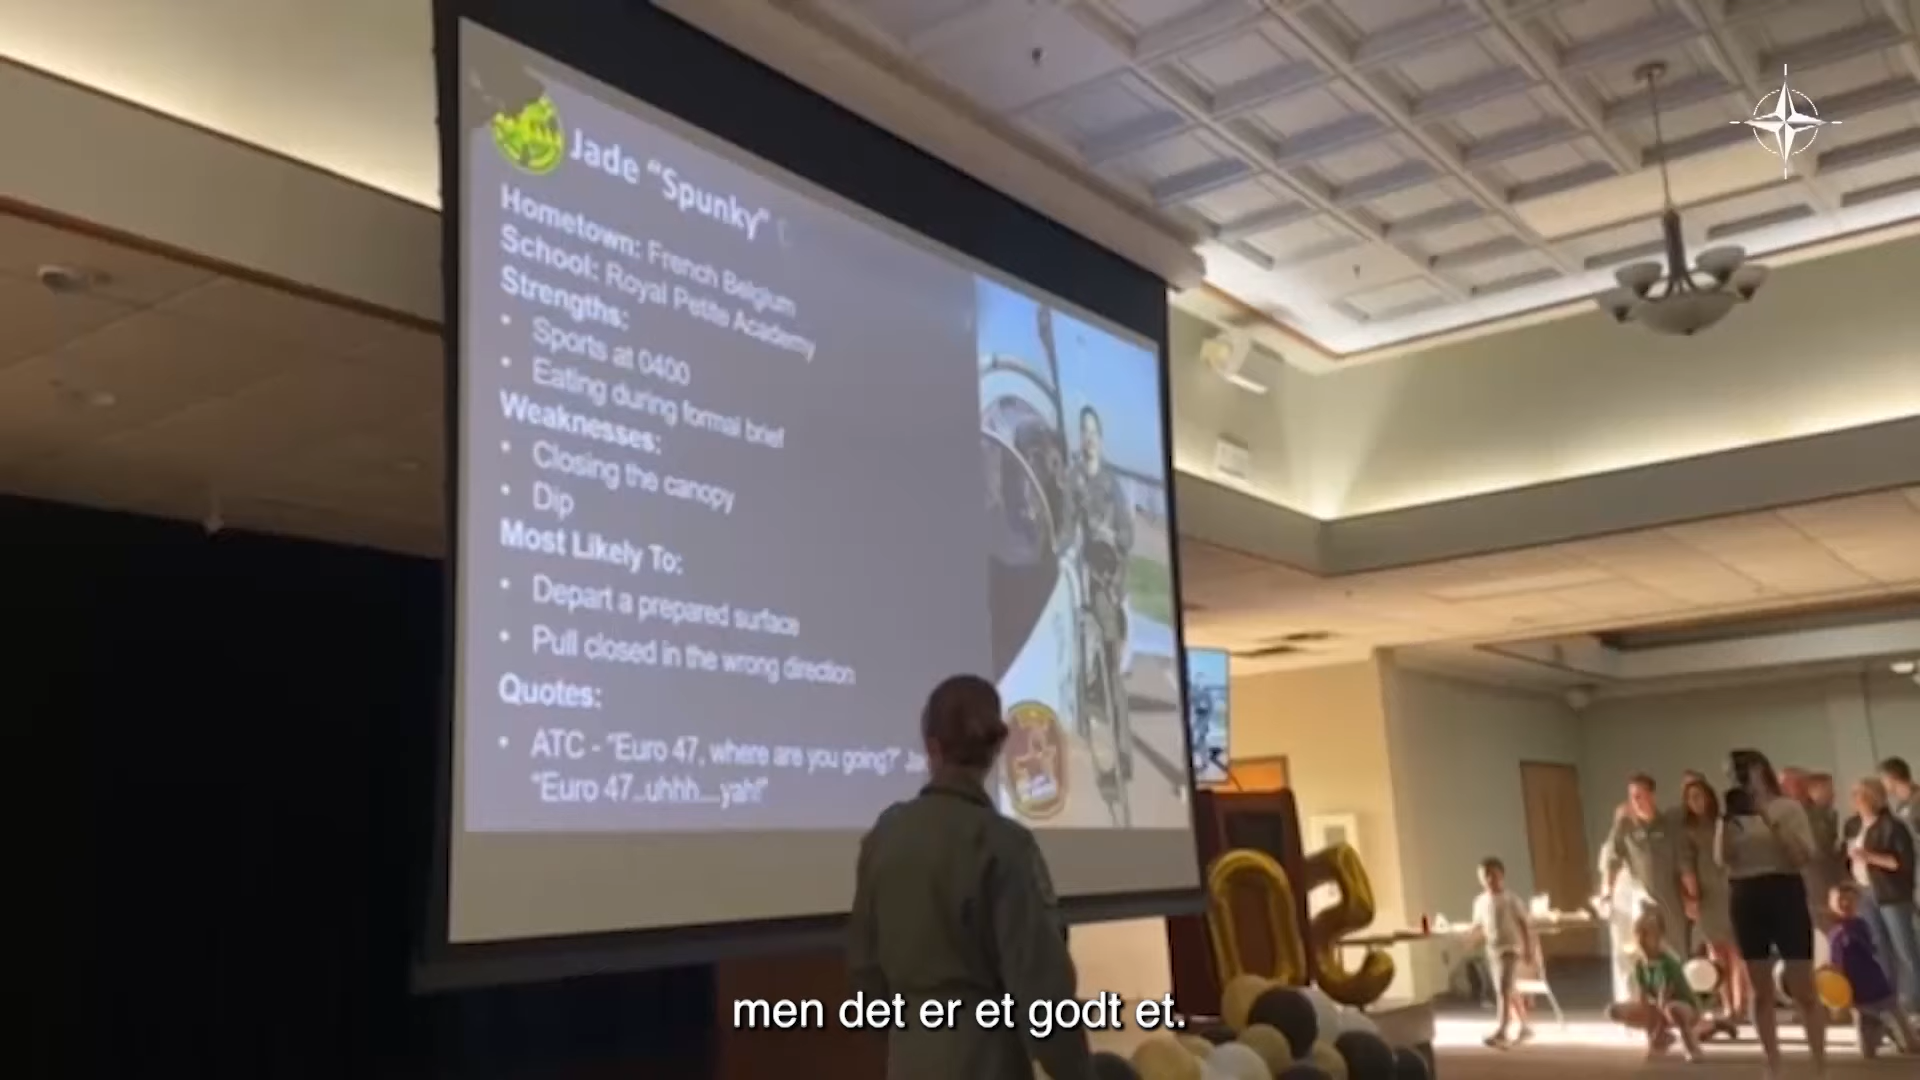 Jade "Spunky"
Hometown: French Belgium
School: Royal Petite Academy
Strengths:
• Sports at 0400
• Eating during formal brief
Weaknesses:
• Closing the canopy
• Dip
Most Likely To:
• Depart a prepared surface
• Pull closed in the wrong direction
Quotes:
• ATC - "Euro 47, where are you going?"
"Euro 47..uhhh....yah!"
men det er et godt et.